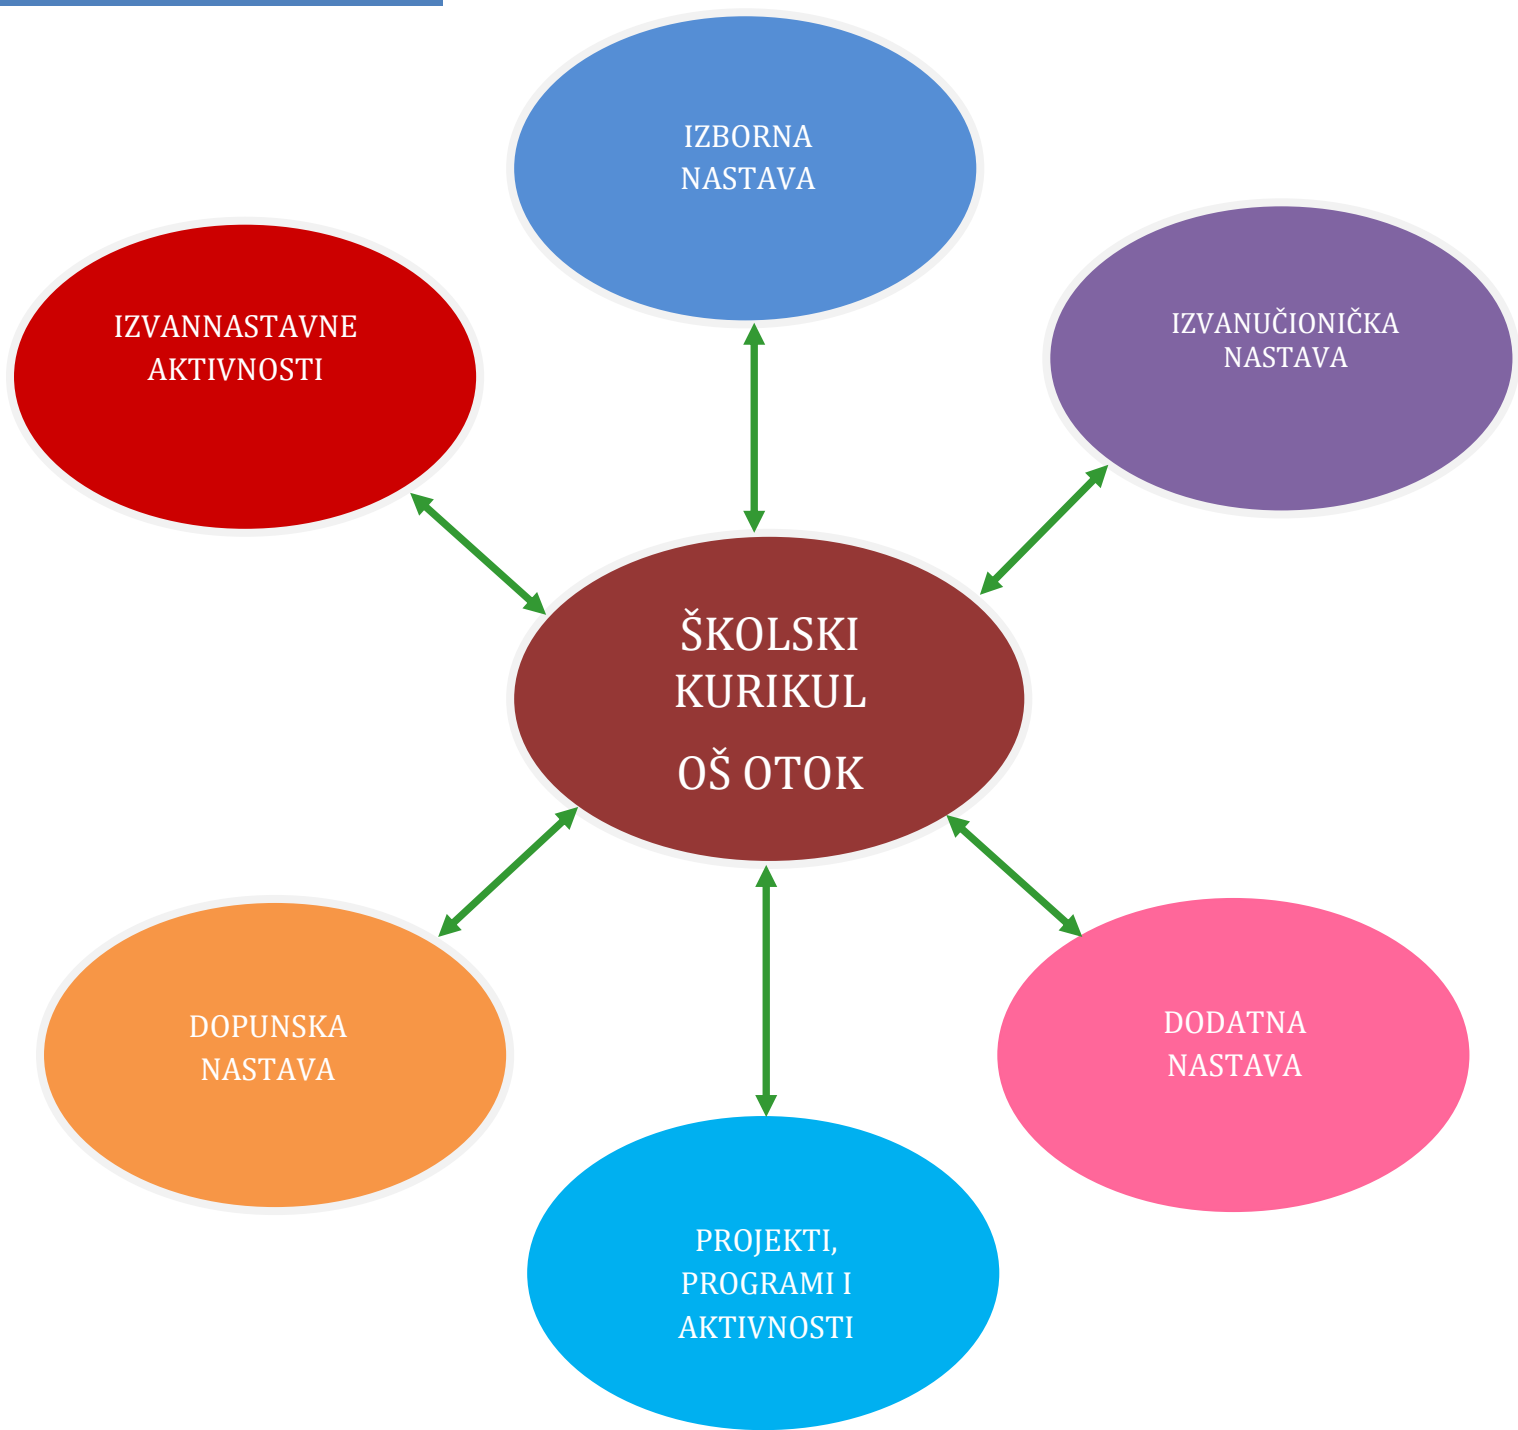 IZBORNA
NASTAVA
IZVANNASTAVNE
AKTIVNOSTI
IZVANUČIONIČKA
NASTAVA
ŠKOLSKI
KURIKUL
OŠ OTOK
DOPUNSKA
NASTAVA
DODATNA
NASTAVA
PROJEKTI,
PROGRAMI I
AKTIVNOSTI